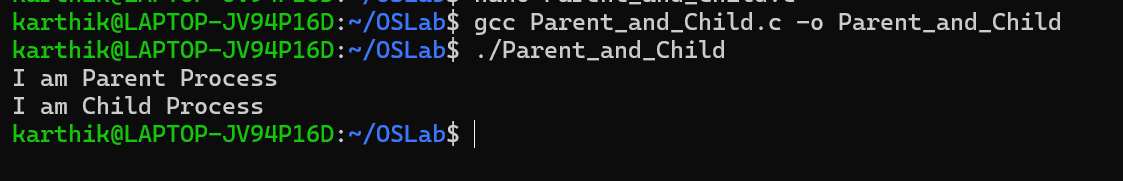 karthik@LAPTOP-JV94P16D:~/OSLab$ gcc Parent_and_Child.c -o Parent_and_Child
karthik@LAPTOP-JV94P16D:~/OSLab$ ./Parent_and_Child
I am Parent Process
I am Child Process
karthik@LAPTOP-JV94P16D:~/OSLab$